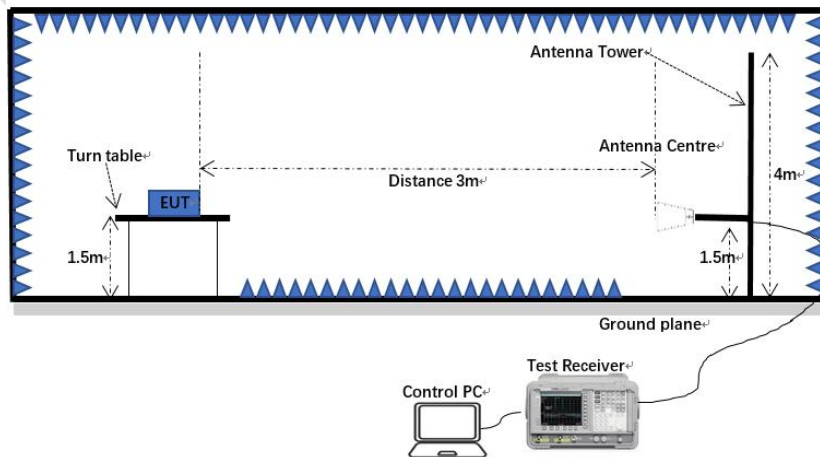 Antenna Tower↵
Turn table↵
Antenna Centre
Distance 3m↵
4m↵
EUT
1.5m↵
1.5m↵
Ground plane↵
Test Receiver↵
Control PC↵